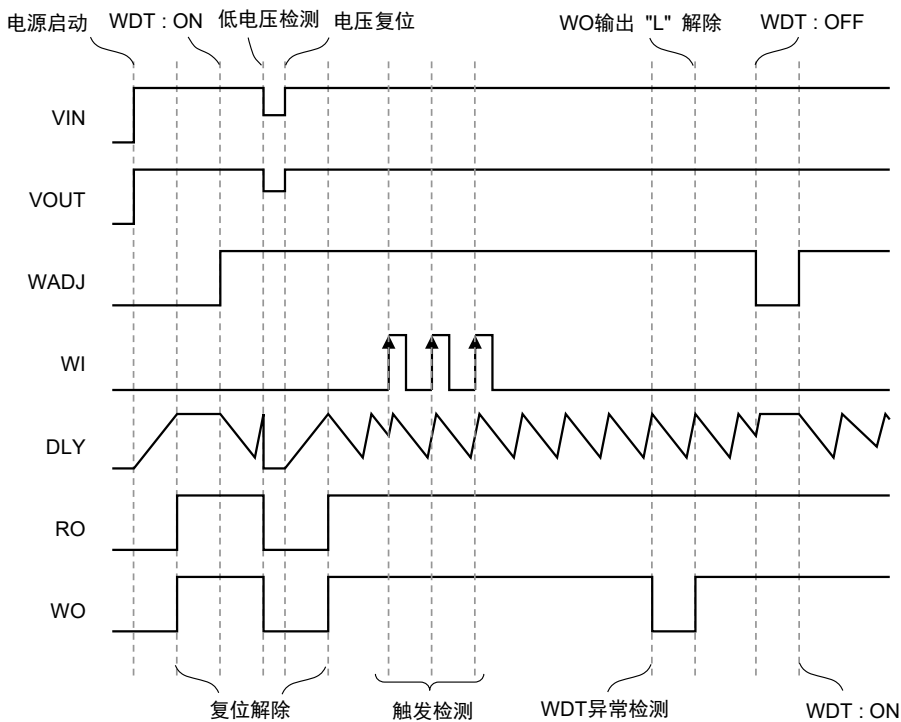 电源启动 WDT : ON 低电压检测 电压复位 WO输出 "L" 解除 WDT : OFF
VIN
VOUT
WADJ
WI
DLY
RO
WO
复位解除 触发检测 WDT异常检测 WDT : ON